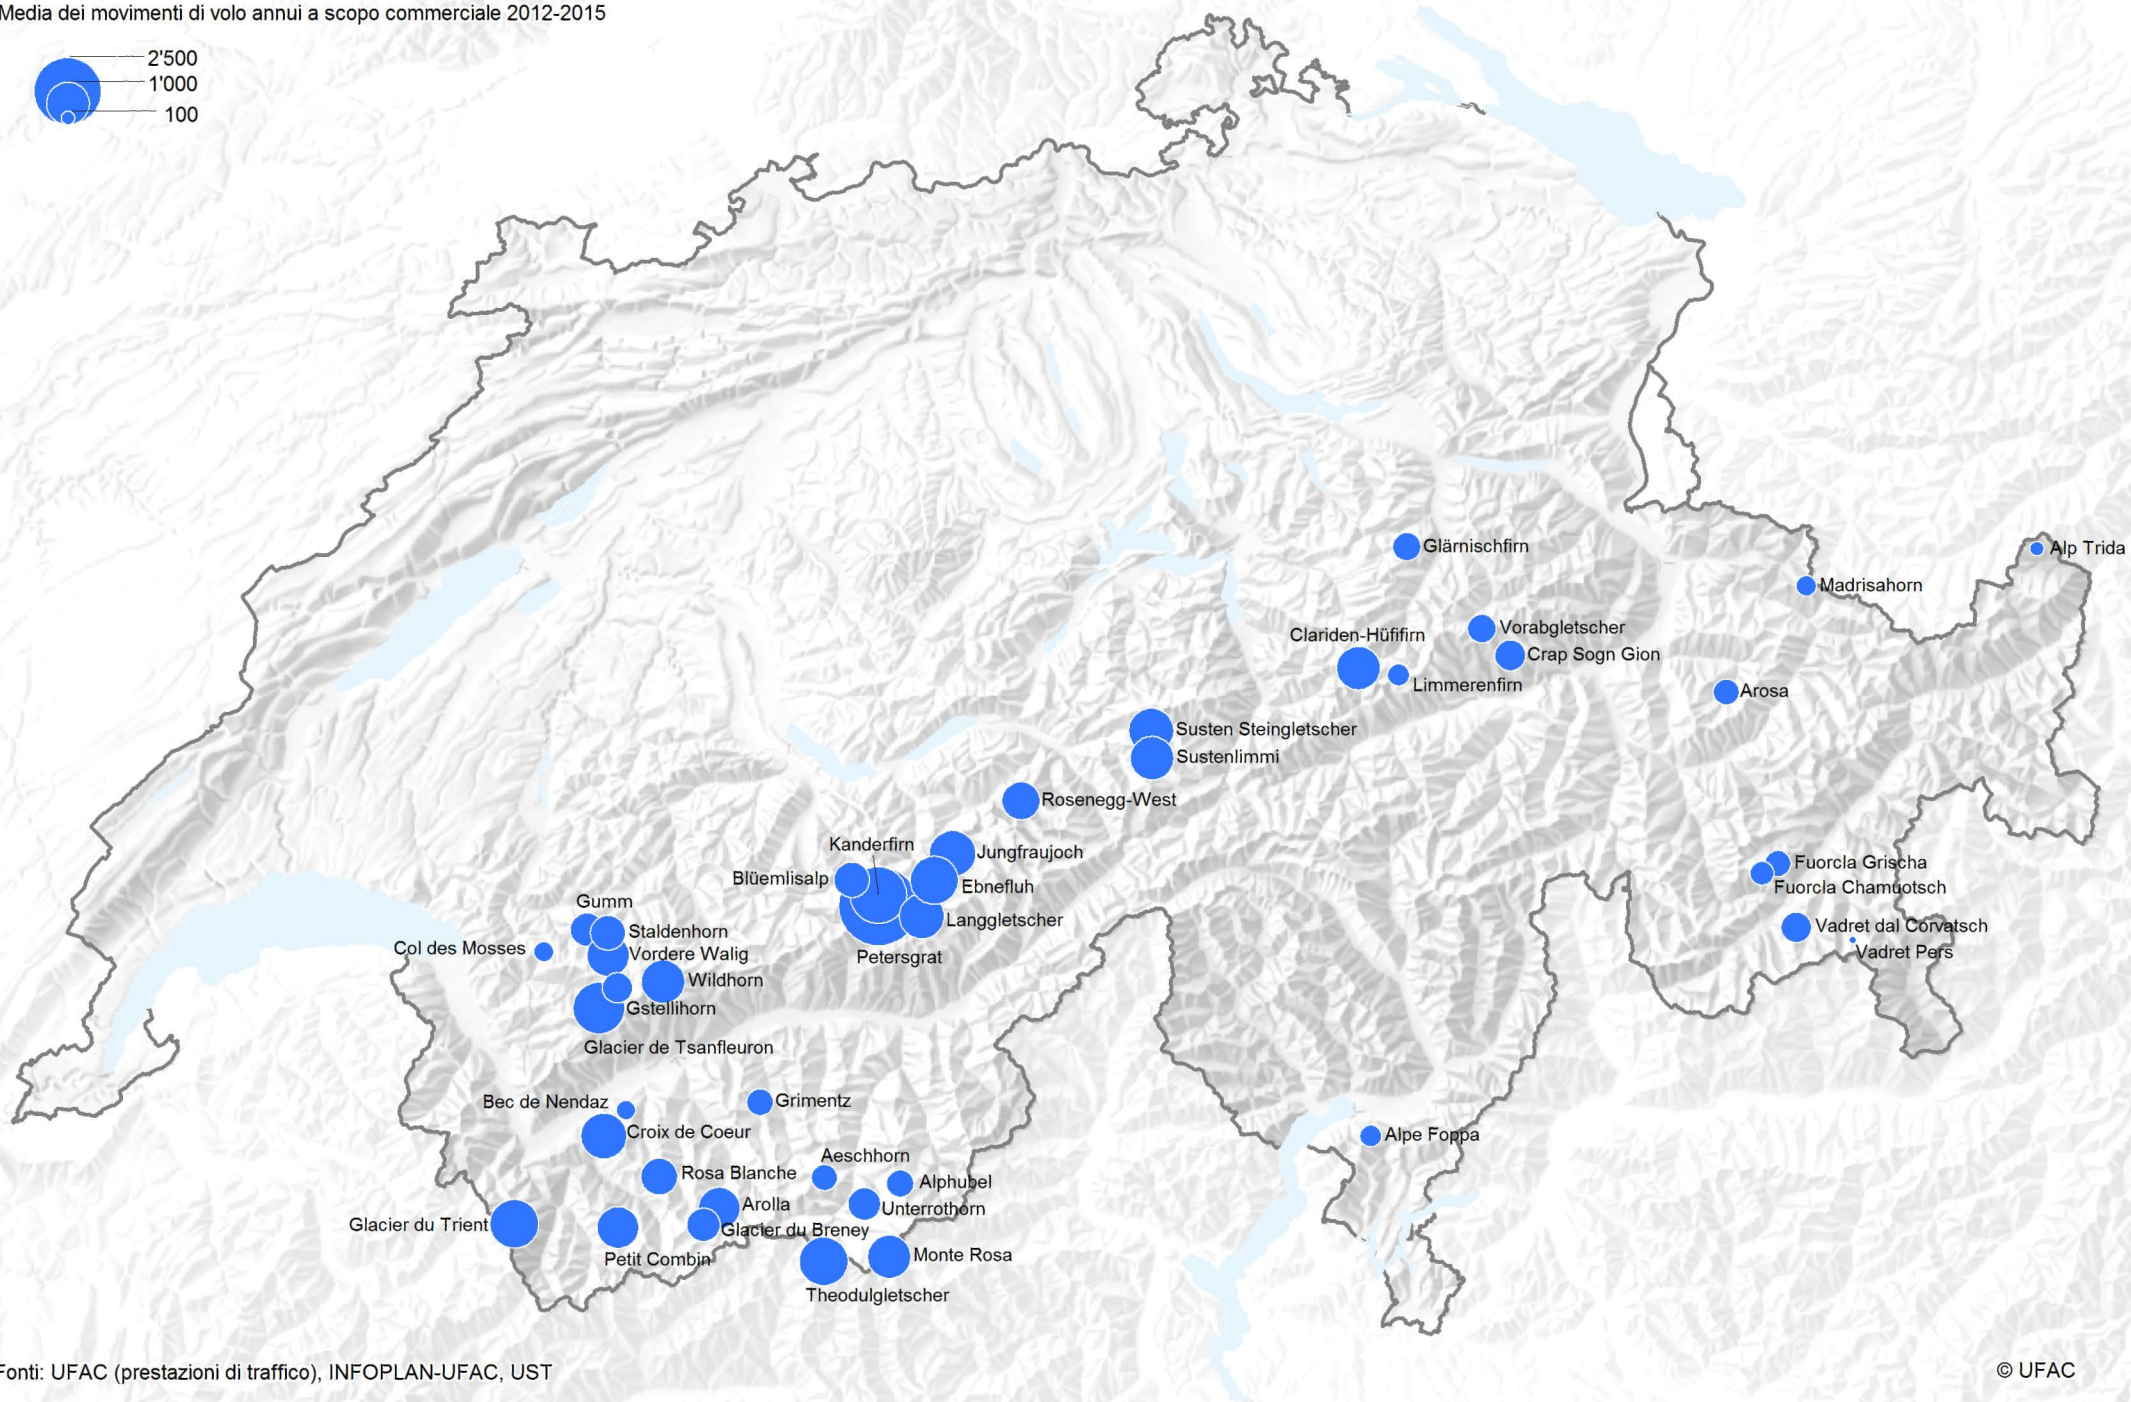 Media dei movimenti di volo annui a scopo commerciale 2012-2015
2'500
1'000
100
Glärnischfirn
Alp Trida
Madrisahorn
Clariden-Hüfifirn
Vorabgletscher
Crap Sogn Gion
Limmerenfirn
Arosa
Susten Steingletscher
Sustenlimmi
Rosenegg-West
Kanderfirn
Jungfraujoch
Blüemlisalp
Ebnefluh
Langgletscher
Petersgrat
Fuorcla Grischa
Fuorcla Chamuotsch
Vadret dal Corvatsch
Vadret Pers
Gumm
Staldenhorn
Col des Mosses
Vordere Walig
Wildhorn
Gstellihorn
Glacier de Tsanfleuron
Bec de Nendaz
Grimentz
Croix de Coeur
Alpe Foppa
Aeschhorn
Rosa Blanche
Alphubel
Arolla
Unterrothorn
Glacier du Trient
Glacier du Breney
Petit Combin
Monte Rosa
Theodulgletscher
Fonti: UFAC (prestazioni di traffico), INFOPLAN-UFAC, UST
© UFAC